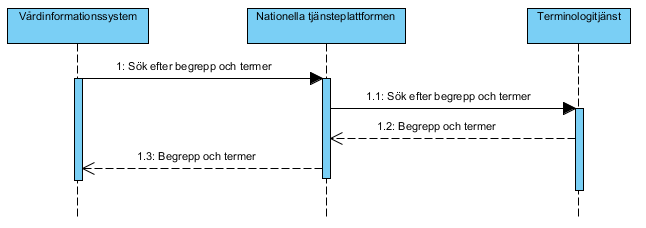 Vårdinformationssystem
Nationella tjänsteplattformen
Terminologitjänst
1: Sök efter begrepp och termer
1.1: Sök efter begrepp och termer
1.2: Begrepp och termer
1.3: Begrepp och termer